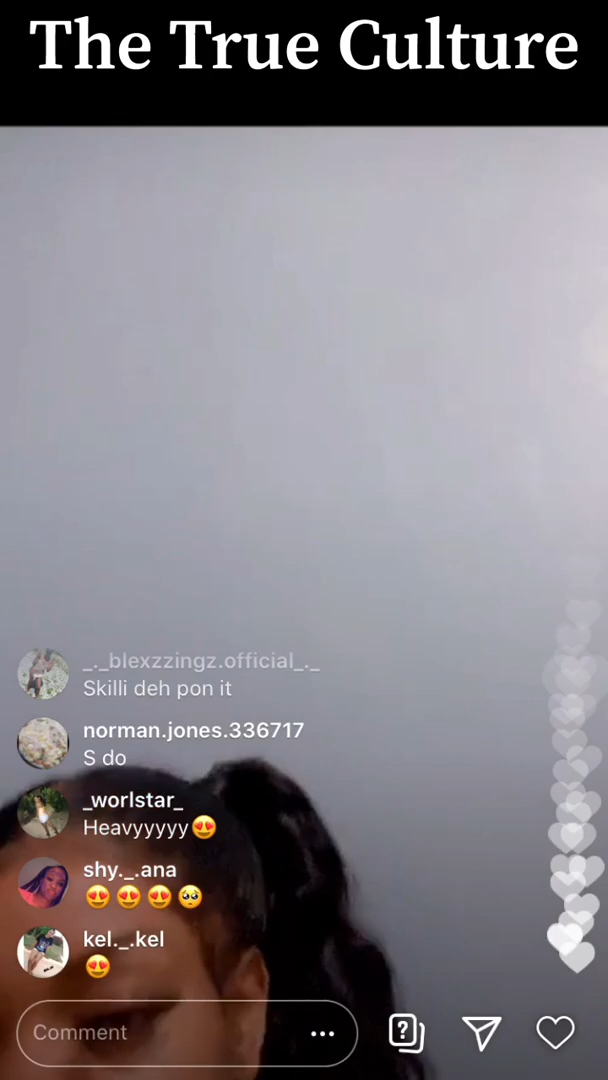 The True Culture
_._blexzzingz.official_._
Skilli deh pon it
norman.jones.336717
S do
_worlstar_
Heavyyyyy😍
shy._.ana
😍😍😍🥺
kel._.kel
😍
Comment